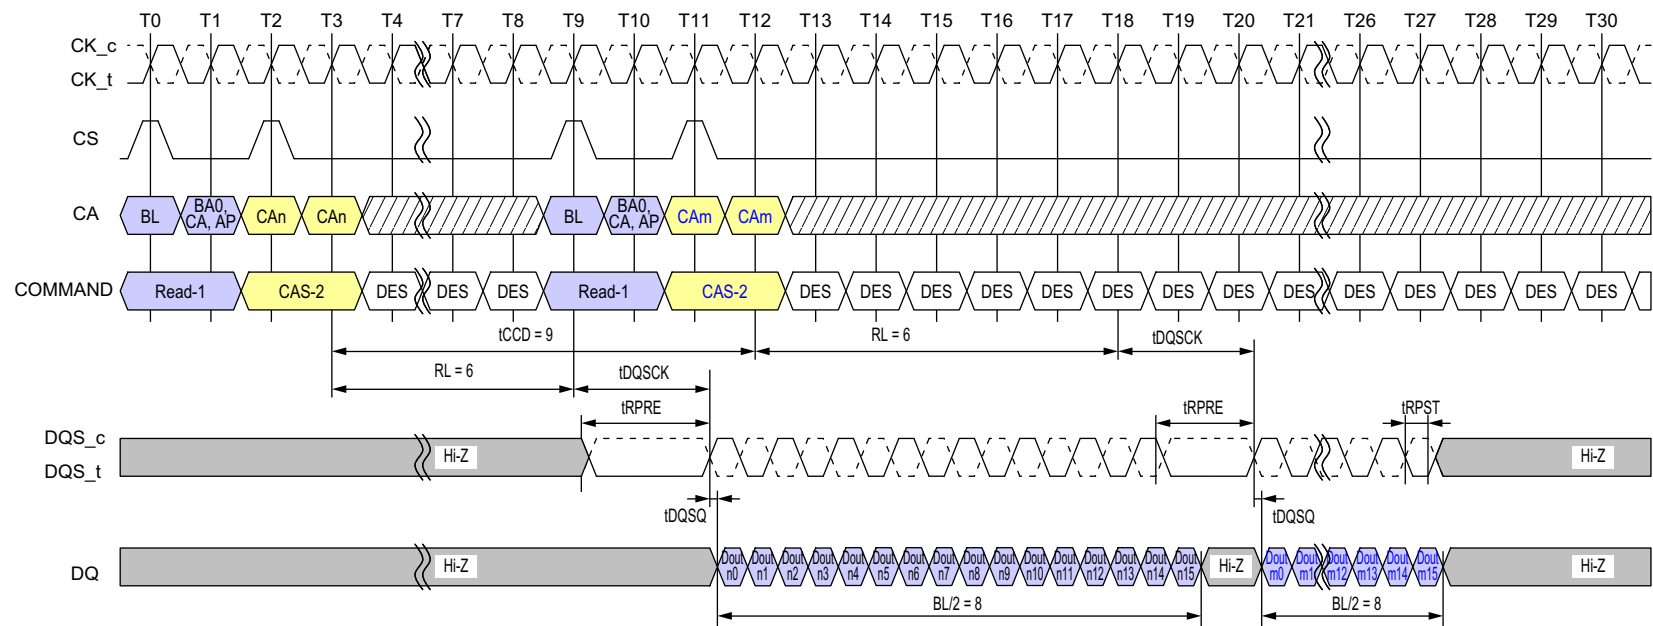 T0 T1 T2 T3 T4 T7 T8 T9 T10 T11 T12 T13 T14 T15 T16 T17 T18 T19 T20 T21 T26 T27 T28 T29 T30
CK_c
CK_t
CS
CA BL BA0, CA, AP CAn CAn BL BA0, CA, AP CAm CAm
COMMAND Read-1 CAS-2 DES DES DES Read-1 CAS-2 DES DES DES DES DES DES DES DES DES DES DES DES DES DES
tCCD = 9 RL = 6 tDQSCK
RL = 6 tDQSCK
tRPRE tRPRE tRPST
DQS_c
DQS_t
Hi-Z Hi-Z
tDQSQ tDQSQ
DQ Hi-Z Dout n0 Dout n1 Dout n2 Dout n3 Dout n4 Dout n5 Dout n6 Dout n7 Dout n8 Dout n9 Dout n10 Dout n11 Dout n12 Dout n13 Dout n14 Dout n15 Hi-Z Dout m0 Dout m1 Dout m12 Dout m13 Dout m14 Dout m15 Hi-Z
BL/2 = 8 BL/2 = 8